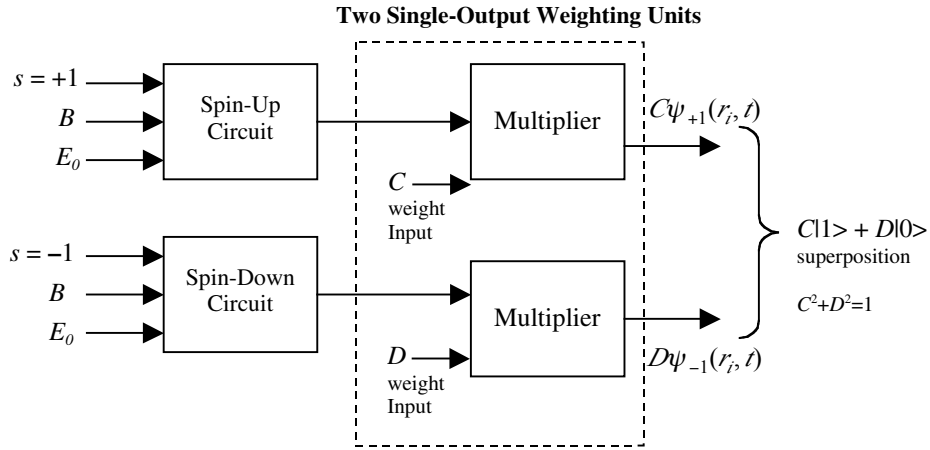 Two Single-Output Weighting Units
s = +1
B
E₀
Spin-Up
Circuit
Multiplier
Cψ₊₁(rᵢ, t)
C
weight
Input
s = −1
B
E₀
Spin-Down
Circuit
Multiplier
Dψ₋₁(rᵢ, t)
D
weight
Input
C|1> + D|0>
superposition
C²+D²=1